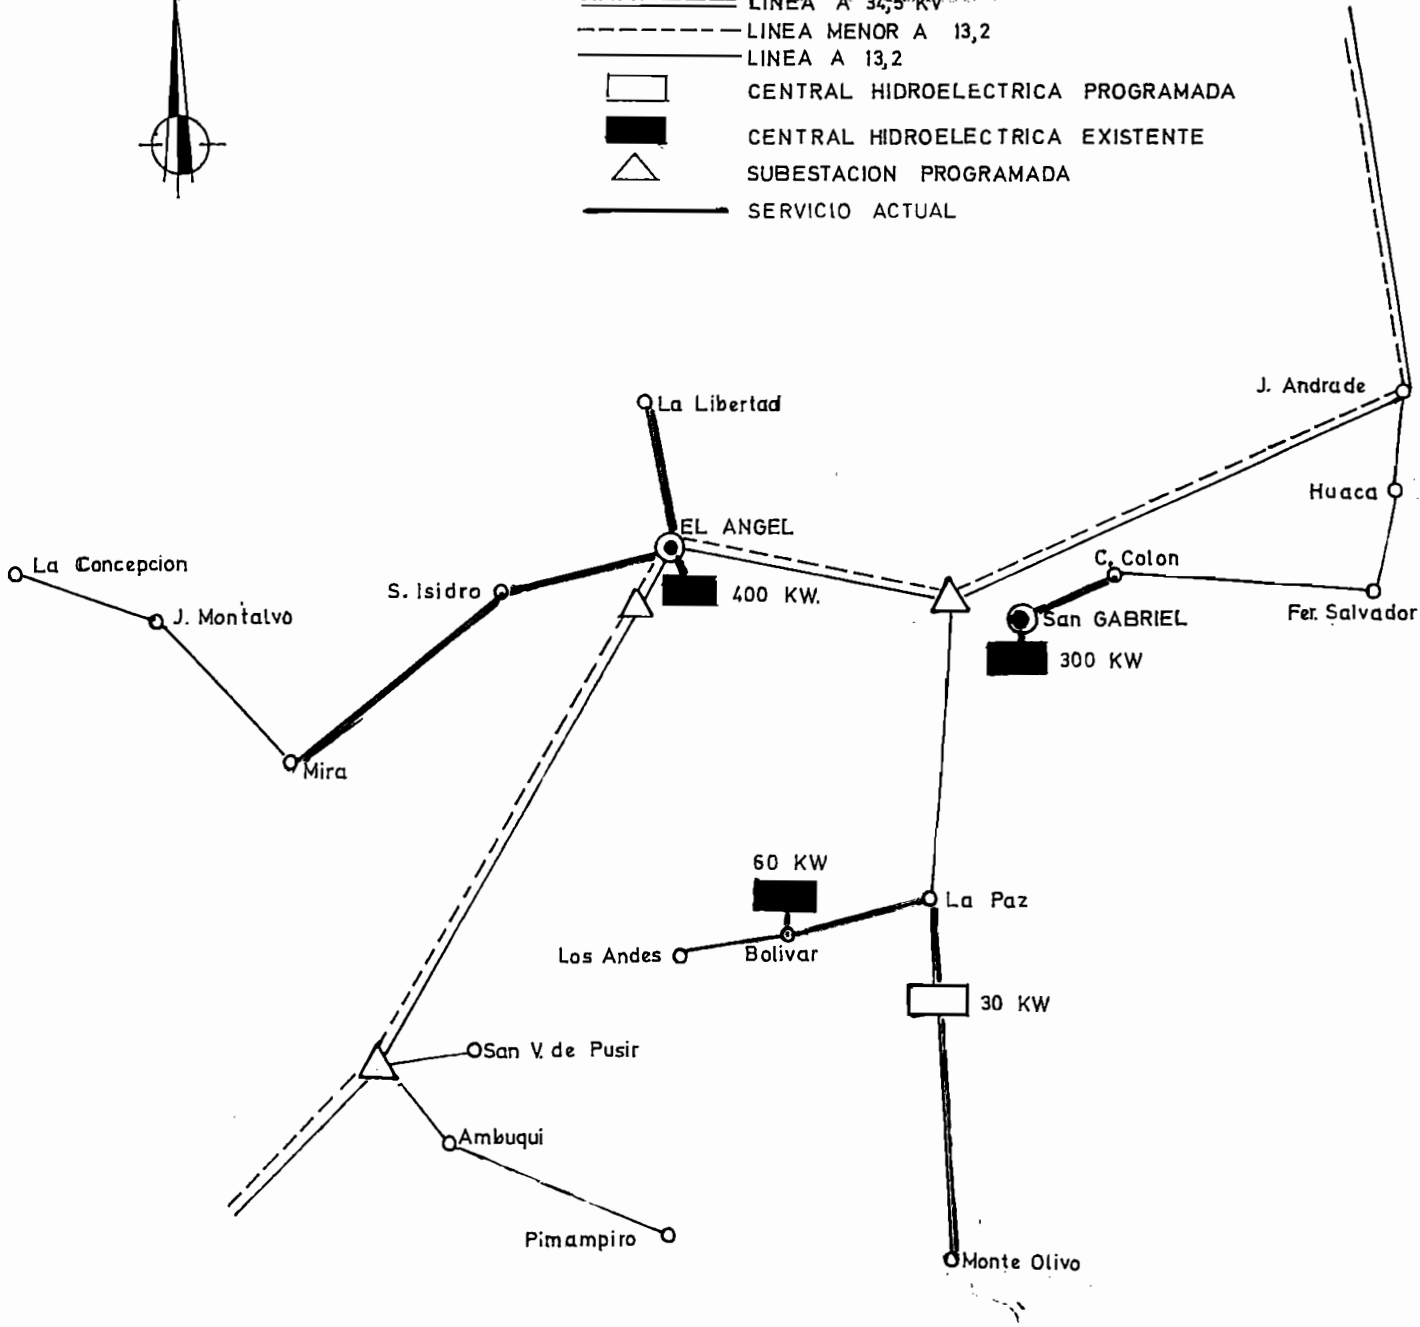 LINEA A 34,5 KV
LINEA MENOR A 13,2
LINEA A 13,2
CENTRAL HIDROELECTRICA PROGRAMADA
CENTRAL HIDROELECTRICA EXISTENTE
SUBESTACION PROGRAMADA
SERVICIO ACTUAL
J. Andrade
La Libertad
Huaca
EL ANGEL
C. Colon
La Concepcion
S. Isidro
400 KW.
J. Montalvo
San GABRIEL
Fer. Salvador
300 KW
Mira
60 KW
La Paz
Los Andes
Bolivar
30 KW
San V. de Pusir
Ambuqui
Pimampiro
Monte Olivo